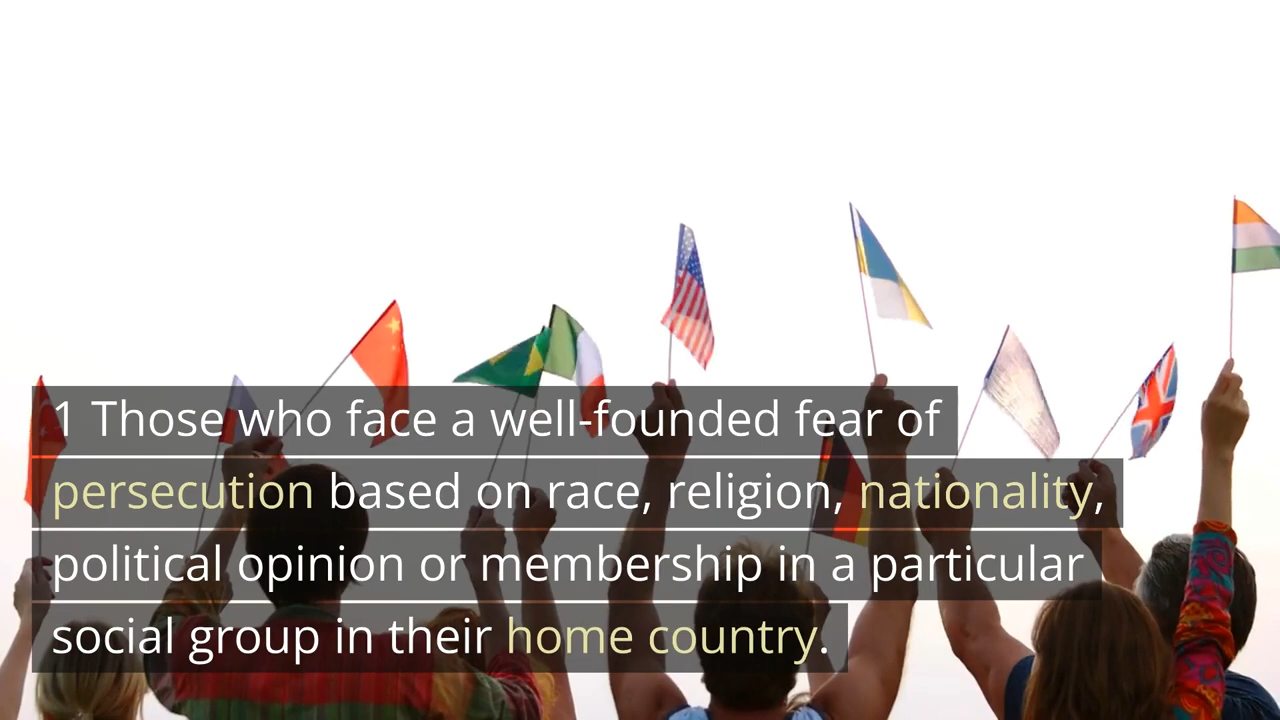 1 Those who face a well-founded fear of
persecution based on race, religion, nationality,
political opinion or membership in a particular
social group in their home country.